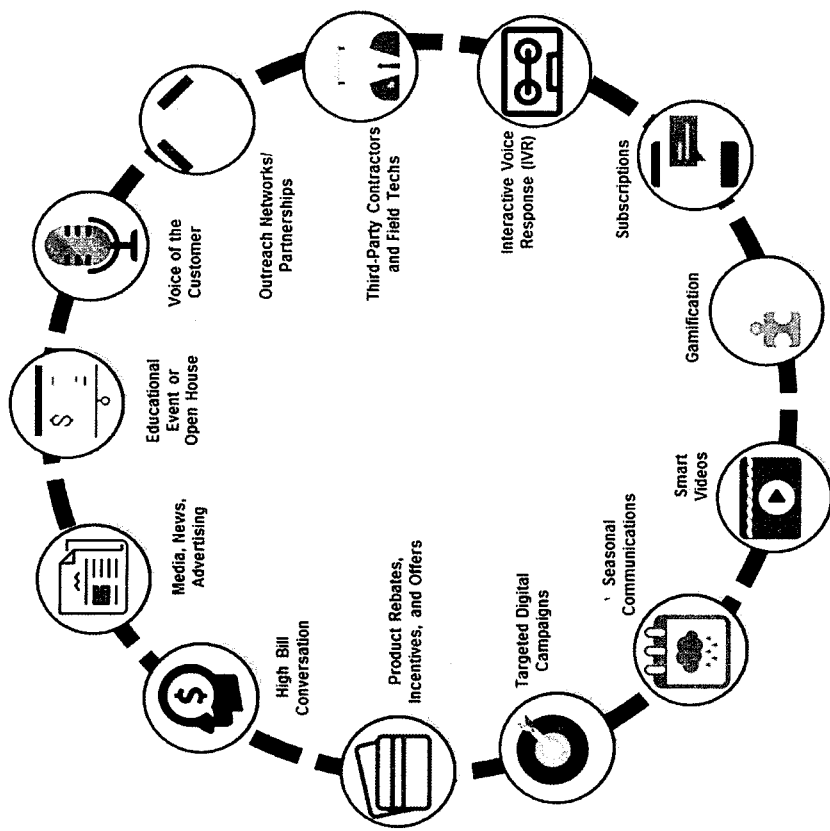 Voice of the
Customer
Outreach Networks/
Partnerships
Third-Party Contractors
and Field Techs
Interactive Voice
Response (IVR)
Subscriptions
Gamification
Smart
Videos
Seasonal
Communications
Targeted Digital
Campaigns
Product Rebates,
Incentives, and Offers
High Bill
Conversation
Media, News,
Advertising
Educational
Event or
Open House
$
$